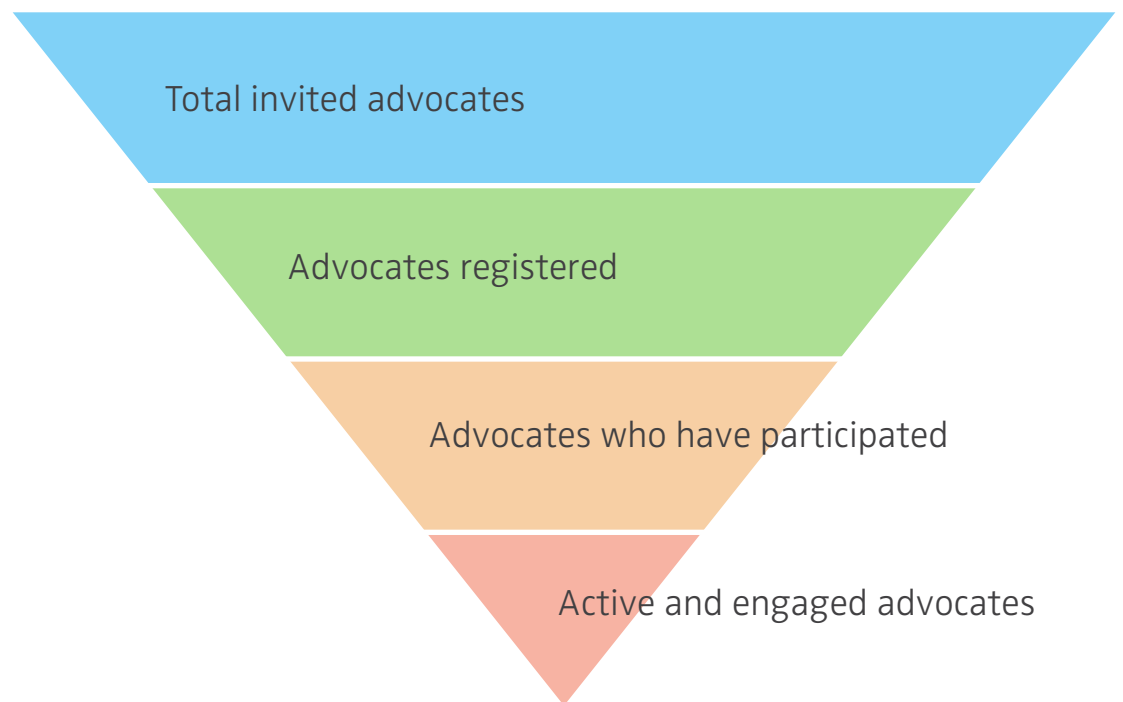 Total invited advocates
Advocates registered
Advocates who have participated
Active and engaged advocates